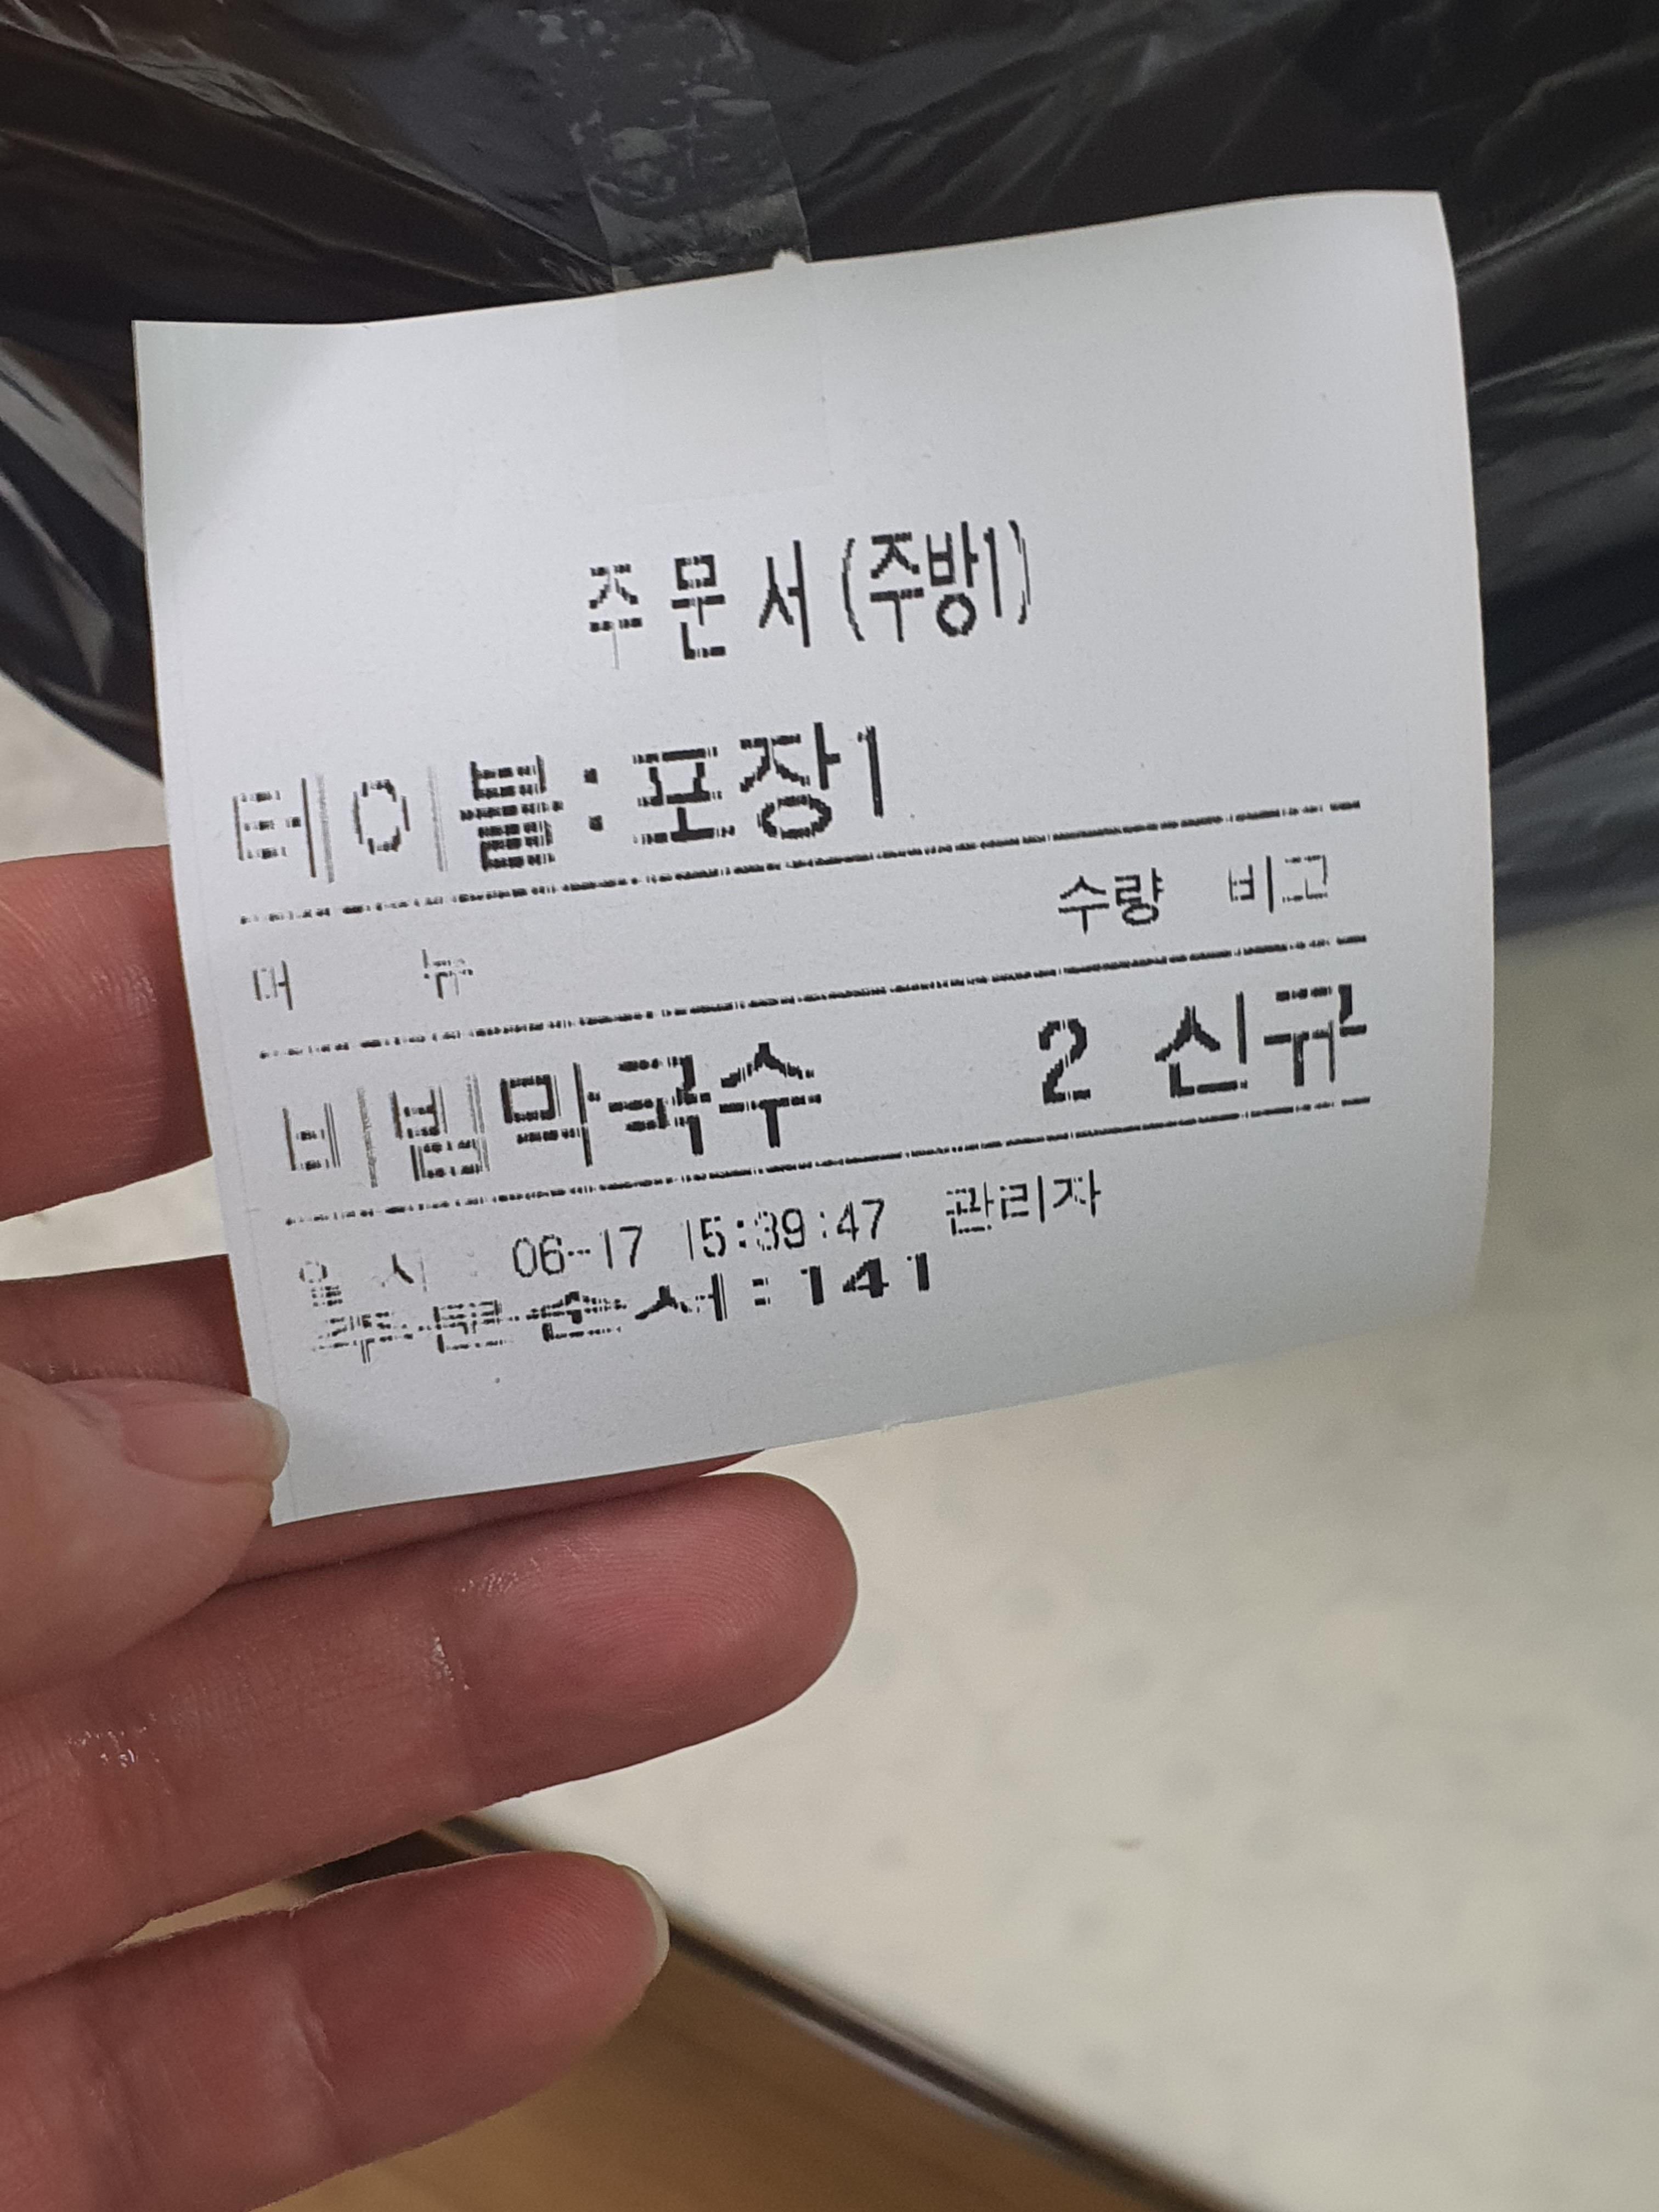 주 문 서 (주방1)
테이블: 포장1
메 뉴 수량 비고
비빔막국수 2 신규
일 시 : 06-17 15:39:47 관리자
주문순서:141